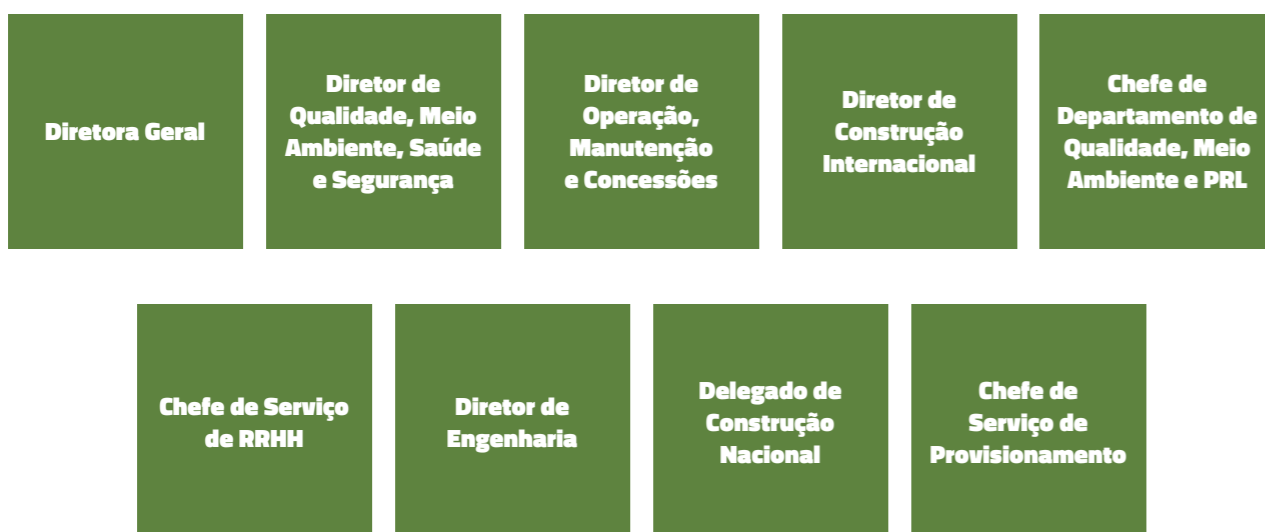 Diretora Geral
Diretor de
Qualidade, Meio
Ambiente, Saúde
e Segurança
Diretor de
Operação,
Manutenção
e Concessões
Diretor de
Construção
Internacional
Chefe de
Departamento de
Qualidade, Meio
Ambiente e PRL
Chefe de Serviço
de RRHH
Diretor de
Engenharia
Delegado de
Construção
Nacional
Chefe de
Serviço de
Provisionamento